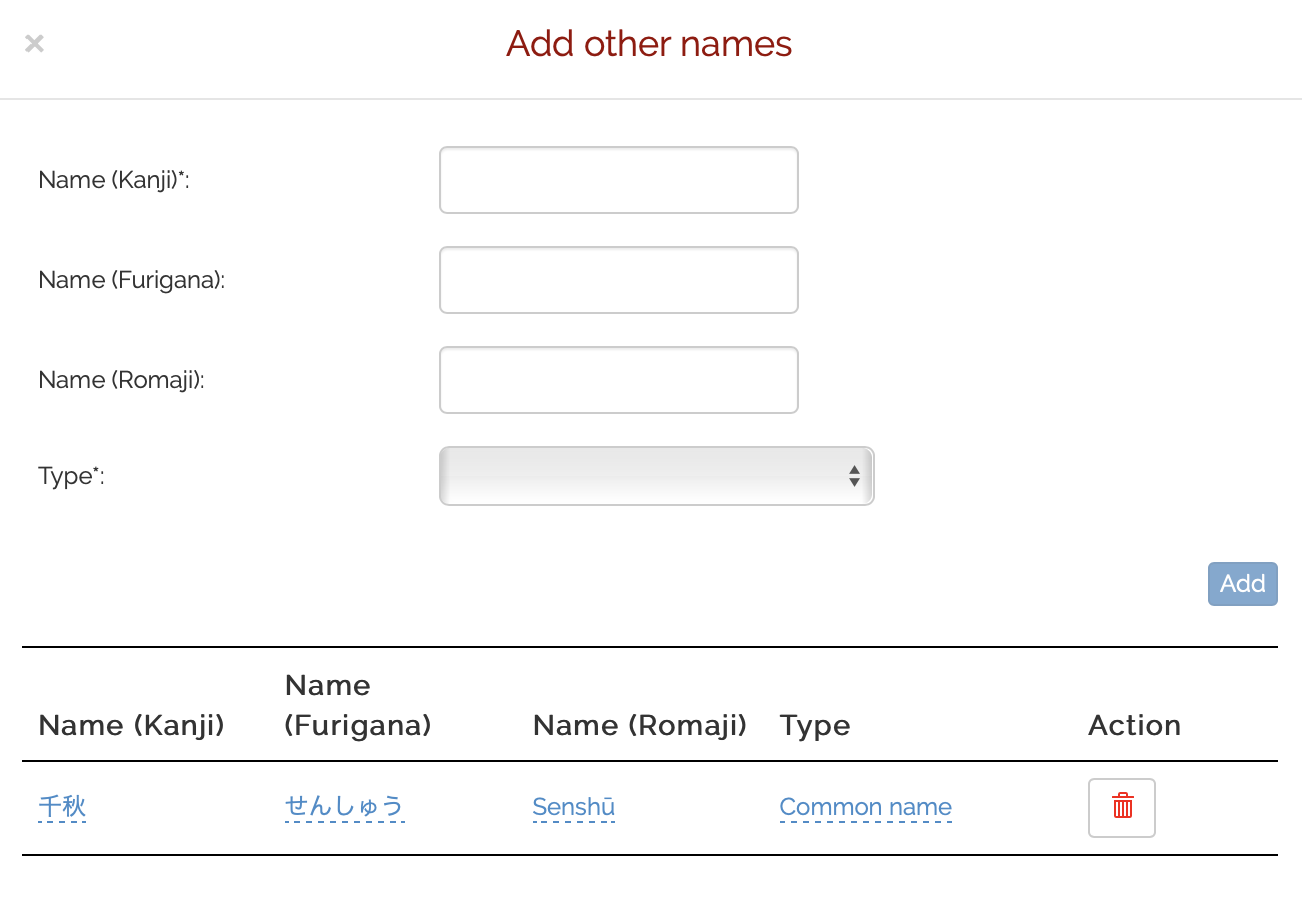 ×
Add other names
Name (Kanji)*:
Name (Furigana):
Name (Romaji):
Type*:
Add
Name (Kanji) Name (Furigana) Name (Romaji) Type Action
千秋 せんしゅう Senshū Common name